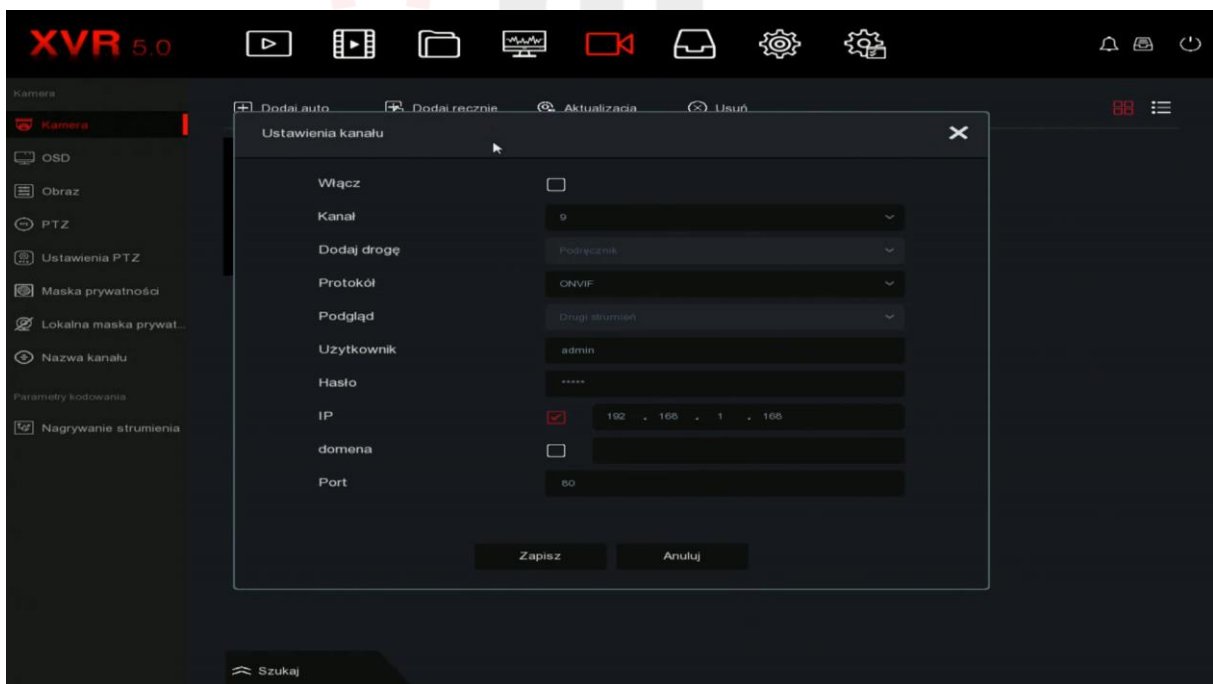 XVR 5.0
Kamera
Kamera
OSD
Obraz
PTZ
Ustawienia PTZ
Maska prywatności
Lokalna maska prywat...
Nazwa kanału
Parametry kodowania
Nagrywanie strumienia
Dodaj auto
Dodaj ręcznie
Aktualizacja
Usuń
Ustawienia kanału
Włącz
Kanał 9
Dodaj drogę Podręcznik
Protokół ONVIF
Podgląd Drugi strumień
Użytkownik admin
Hasło *****
IP 192 . 168 . 1 . 168
domena
Port 80
Zapisz Anuluj
Szukaj